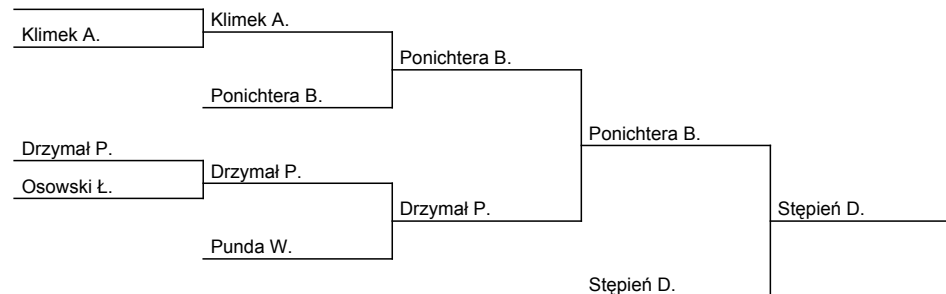 Klimek A.
Klimek A.
Ponichtera B.
Ponichtera B.
Ponichtera B.
Drzymał P.
Drzymał P.
Osowski Ł.
Drzymał P.
Stępień D.
Punda W.
Stępień D.